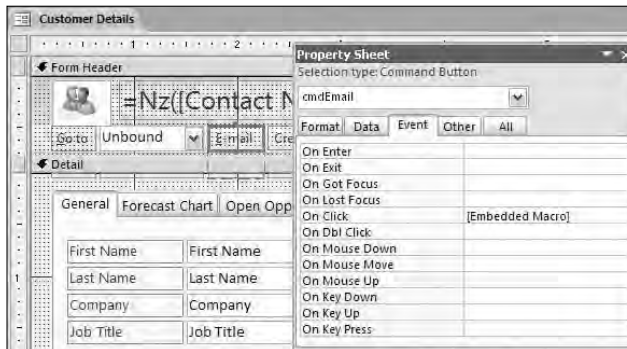 Customer Details
1
2
Form Header
=Nz([Contact N
Go to Unbound E-mail Cre
Detail
General Forecast Chart Open Opp
First Name First Name
Last Name Last Name
1
Company Company
Job Title Job Title
Property Sheet
Selection type: Command Button
cmdEmail
Format Data Event Other All
On Enter
On Exit
On Got Focus
On Lost Focus
On Click [Embedded Macro]
On Dbl Click
On Mouse Down
On Mouse Move
On Mouse Up
On Key Down
On Key Up
On Key Press